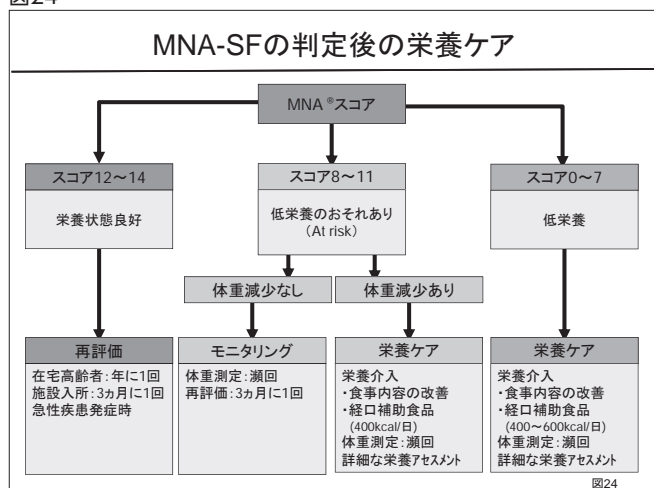 図24
MNA-SFの判定後の栄養ケア
MNA®スコア
スコア12〜14
栄養状態良好
スコア8〜11
低栄養のおそれあり
(At risk)
スコア0〜7
低栄養
体重減少なし
体重減少あり
再評価
在宅高齢者:年に1回
施設入所:3ヵ月に1回
急性疾患発症時
モニタリング
体重測定:瀕回
再評価:3ヵ月に1回
栄養ケア
栄養介入
・食事内容の改善
・経口補助食品
(400kcal/日)
体重測定:瀕回
詳細な栄養アセスメント
栄養ケア
栄養介入
・食事内容の改善
・経口補助食品
(400〜600kcal/日)
体重測定:瀕回
詳細な栄養アセスメント
図24